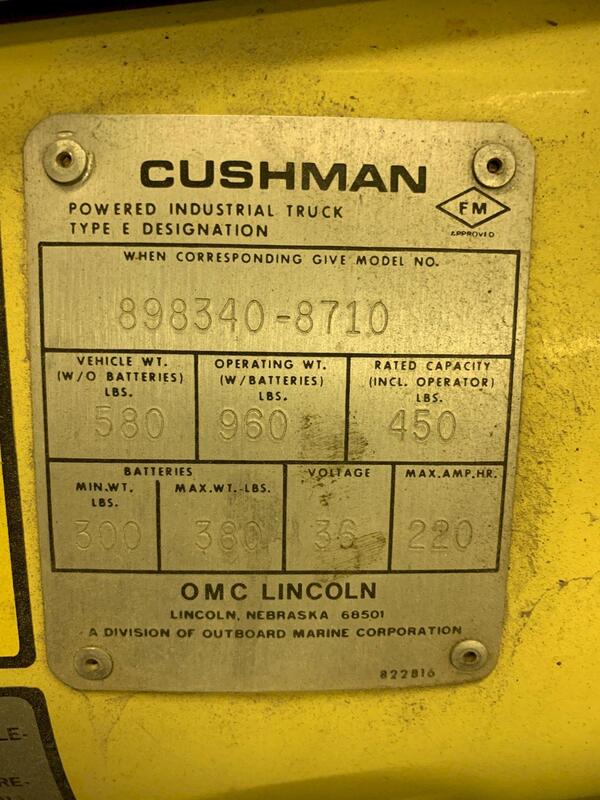 CUSHMAN
POWERED INDUSTRIAL TRUCK
TYPE E DESIGNATION
FM
APPROVED
WHEN CORRESPONDING GIVE MODEL NO.
898340-8710
VEHICLE WT.
(W/O BATTERIES)
LBS.
580
OPERATING WT.
(W/BATTERIES)
LBS.
960
RATED CAPACITY
(INCL. OPERATOR)
LBS.
450
BATTERIES
MIN.WT.
LBS.
300
MAX.WT.-LBS.
380
VOLTAGE
36
MAX.AMP.HR.
220
OMC LINCOLN
LINCOLN, NEBRASKA 68501
A DIVISION OF OUTBOARD MARINE CORPORATION
822816
LE-
RE-